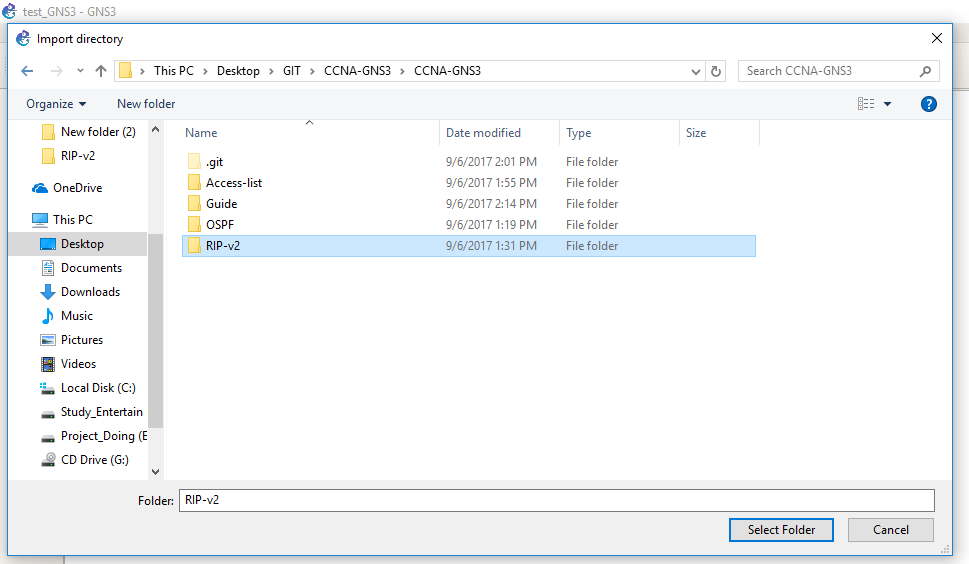 test_GNS3 - GNS3
Import directory
This PC > Desktop > GIT > CCNA-GNS3 > CCNA-GNS3
Search CCNA-GNS3
Organize
New folder
?
New folder (2)
RIP-v2
OneDrive
This PC
Desktop
Documents
Downloads
Music
Pictures
Videos
Local Disk (C:)
Study_Entertain
Project_Doing (E
CD Drive (G:)
Name Date modified Type Size
.git 9/6/2017 2:01 PM File folder
Access-list 9/6/2017 1:55 PM File folder
Guide 9/6/2017 2:14 PM File folder
OSPF 9/6/2017 1:19 PM File folder
RIP-v2 9/6/2017 1:31 PM File folder
Folder: RIP-v2
Select Folder
Cancel